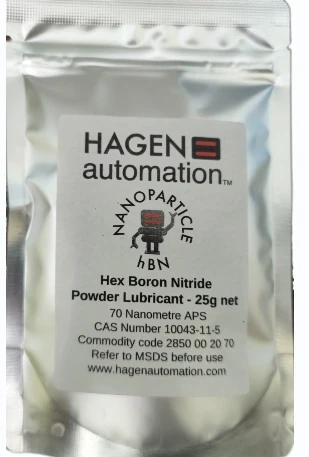 HAGEN
automation™
NANOPARTICLE
hBN
Hex Boron Nitride
Powder Lubricant - 25g net
70 Nanometre APS
CAS Number 10043-11-5
Commodity code 2850 00 20 70
Refer to MSDS before use
www.hagenautomation.com